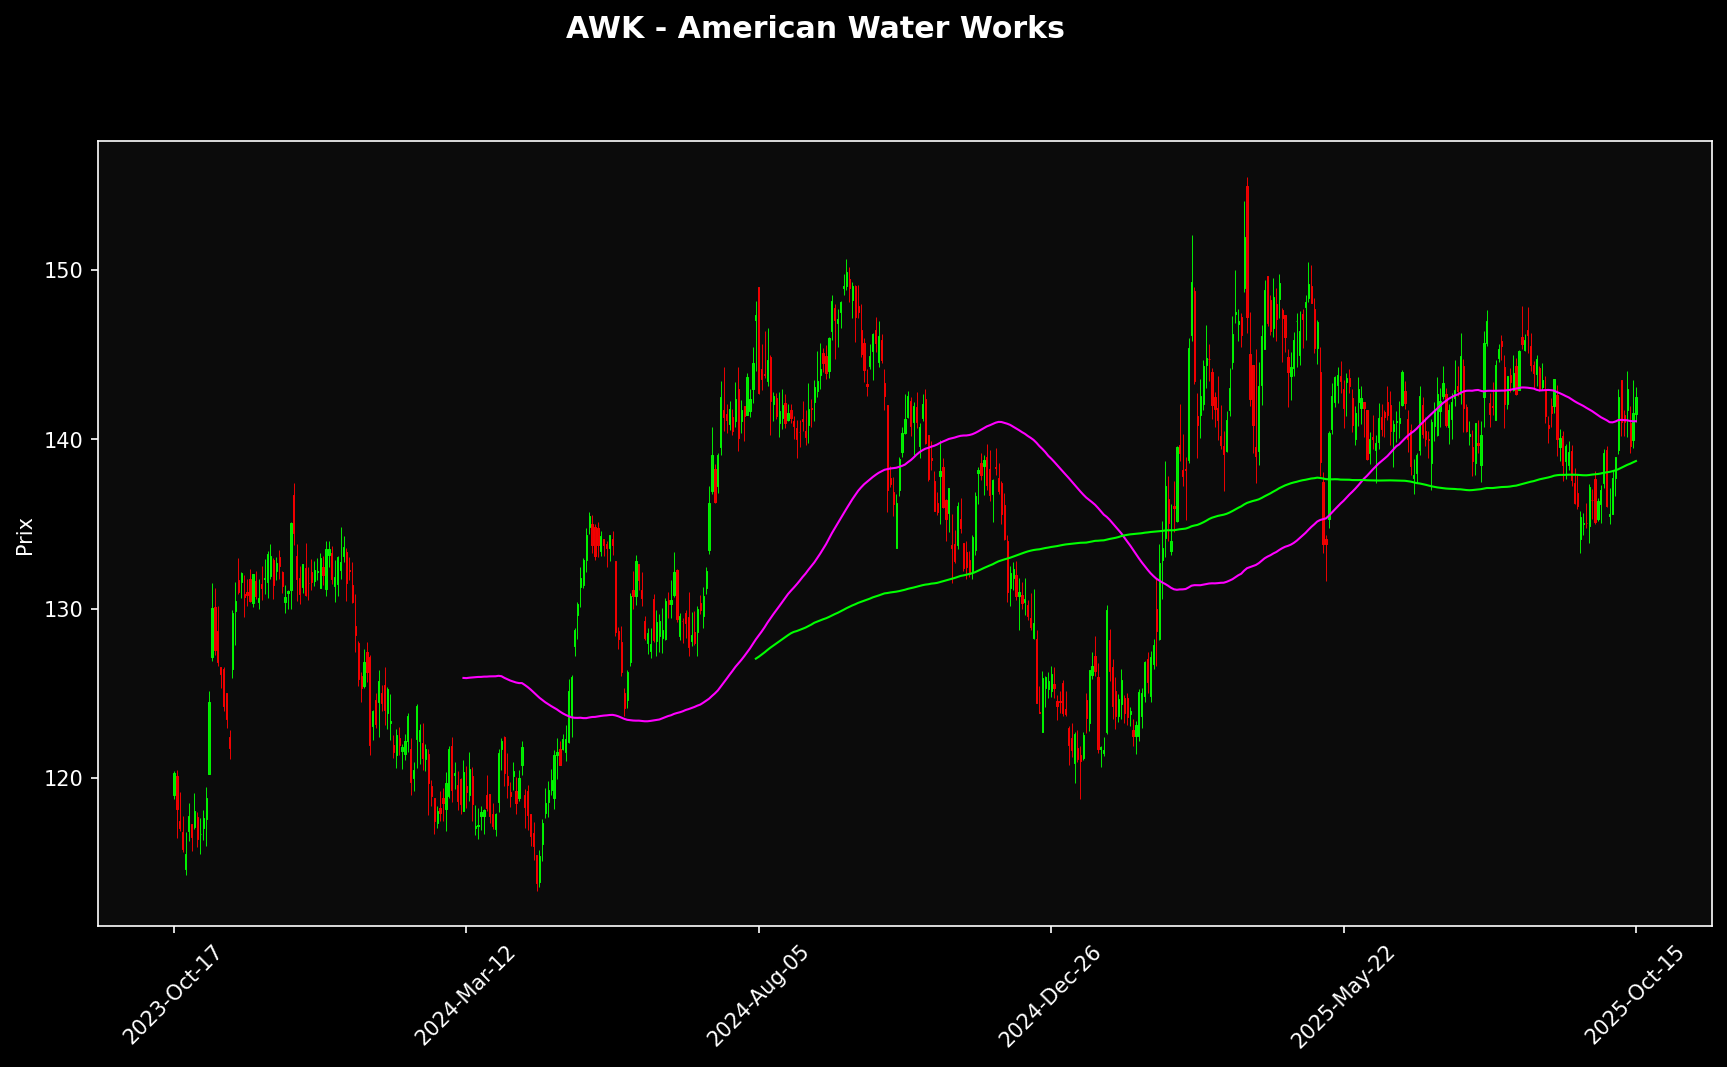 AWK - American Water Works
Prix
150
140
130
120
2023-Oct-17
2024-Mar-12
2024-Aug-05
2024-Dec-26
2025-May-22
2025-Oct-15